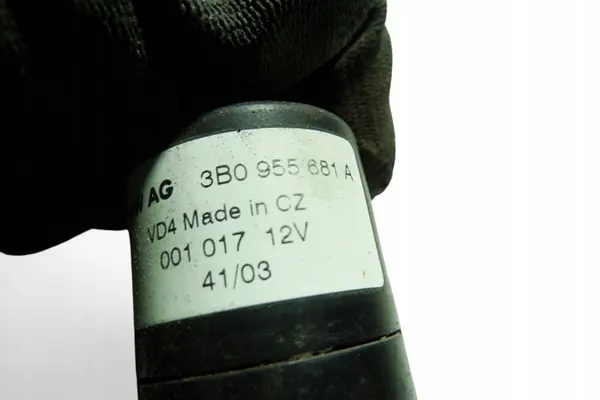 AG 3B0 955 681 A
VD4 Made in CZ
001 017 12V
41/03